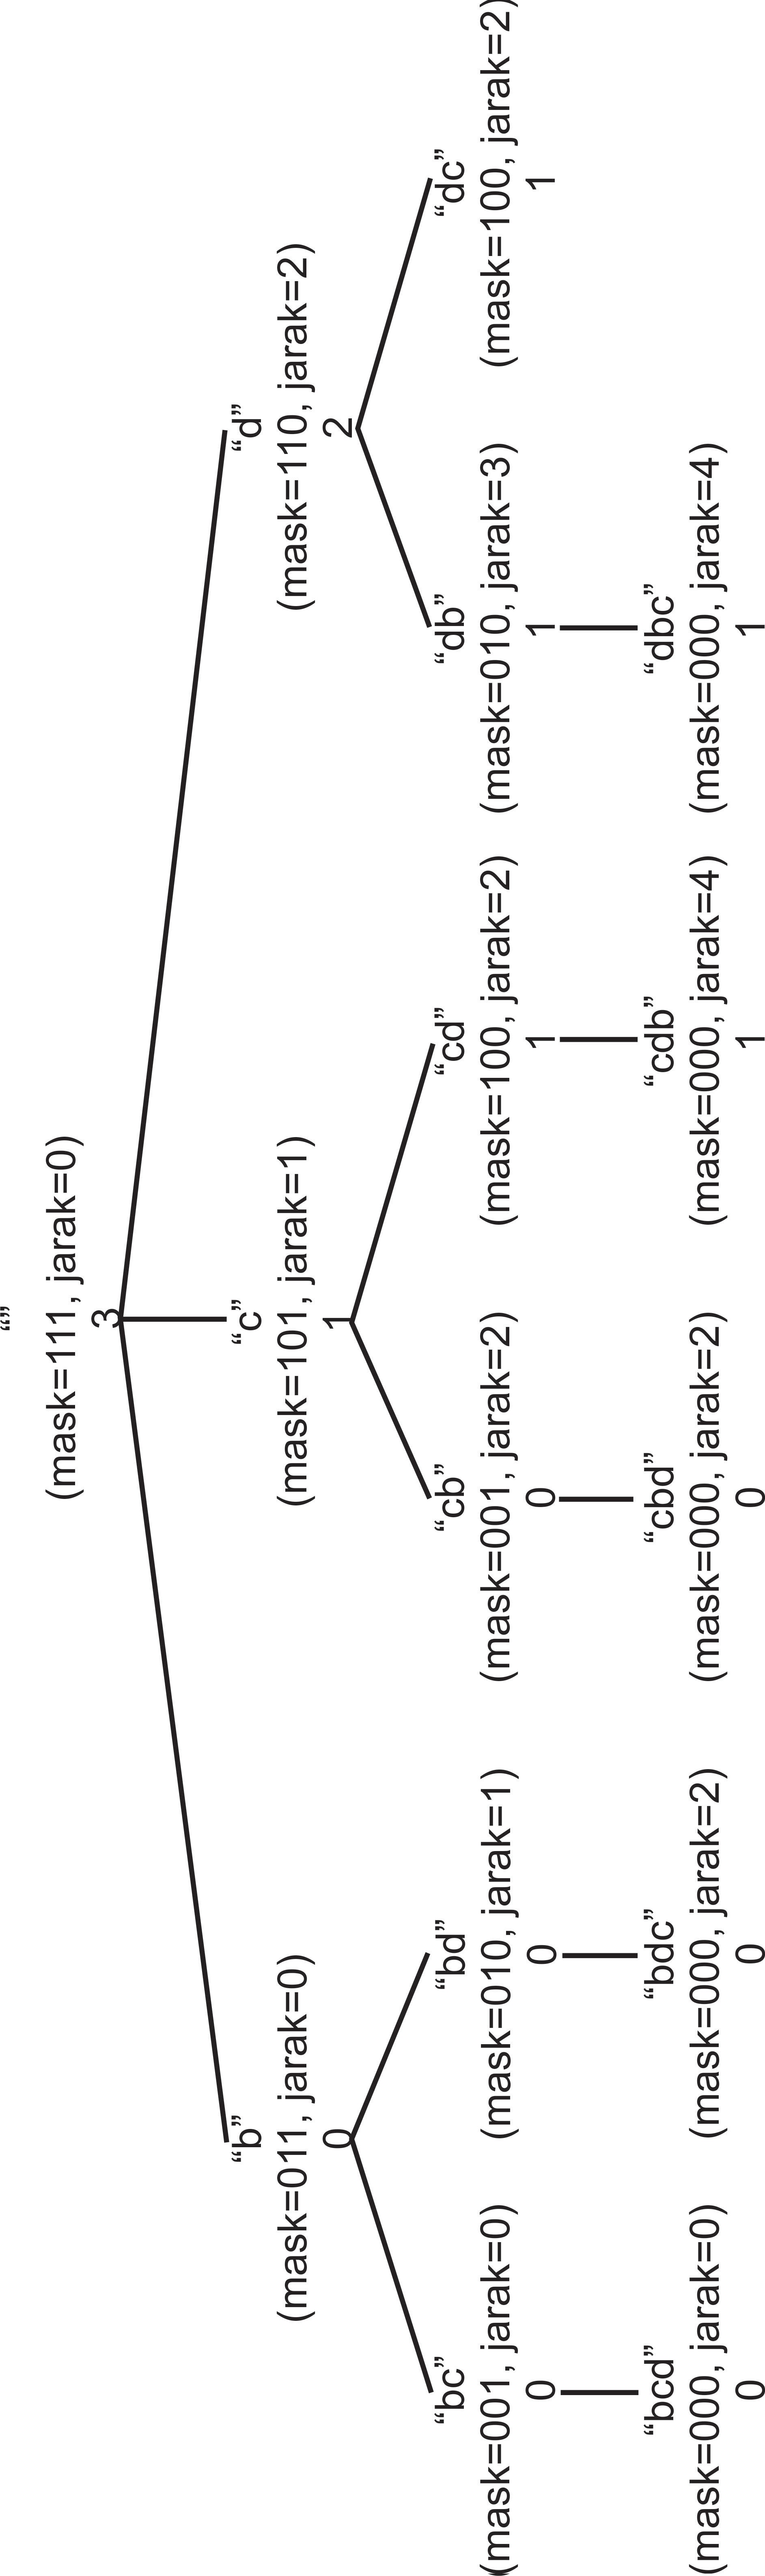 “”
(mask=111, jarak=0)
3
“b”
(mask=011, jarak=0)
0
“c”
(mask=101, jarak=1)
1
“d”
(mask=110, jarak=2)
2
“bc”
(mask=001, jarak=0)
0
“bd”
(mask=010, jarak=1)
0
“cb”
(mask=001, jarak=2)
0
“cd”
(mask=100, jarak=2)
1
“db”
(mask=010, jarak=3)
1
“dc”
(mask=100, jarak=2)
1
“bcd”
(mask=000, jarak=0)
0
“bdc”
(mask=000, jarak=2)
0
“cbd”
(mask=000, jarak=2)
0
“cdb”
(mask=000, jarak=4)
1
“dbc”
(mask=000, jarak=4)
1